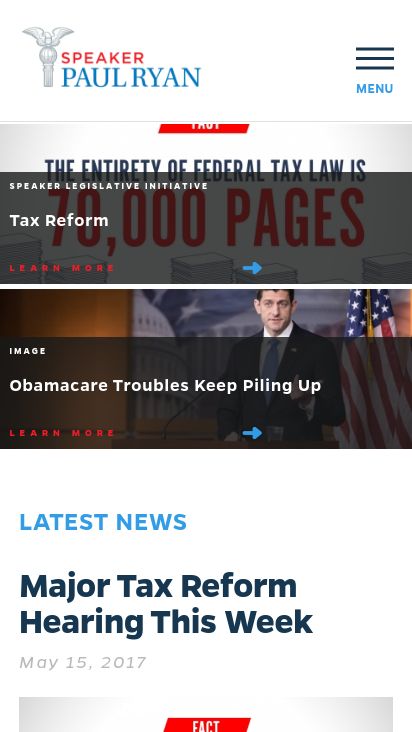 SPEAKER
PAUL RYAN
MENU
FACT
THE ENTIRETY OF FEDERAL TAX LAW IS
SPEAKER LEGISLATIVE INITIATIVE
70,000 PAGES
Tax Reform
LEARN MORE
IMAGE
Obamacare Troubles Keep Piling Up
LEARN MORE
LATEST NEWS
Major Tax Reform
Hearing This Week
May 15, 2017
FACT